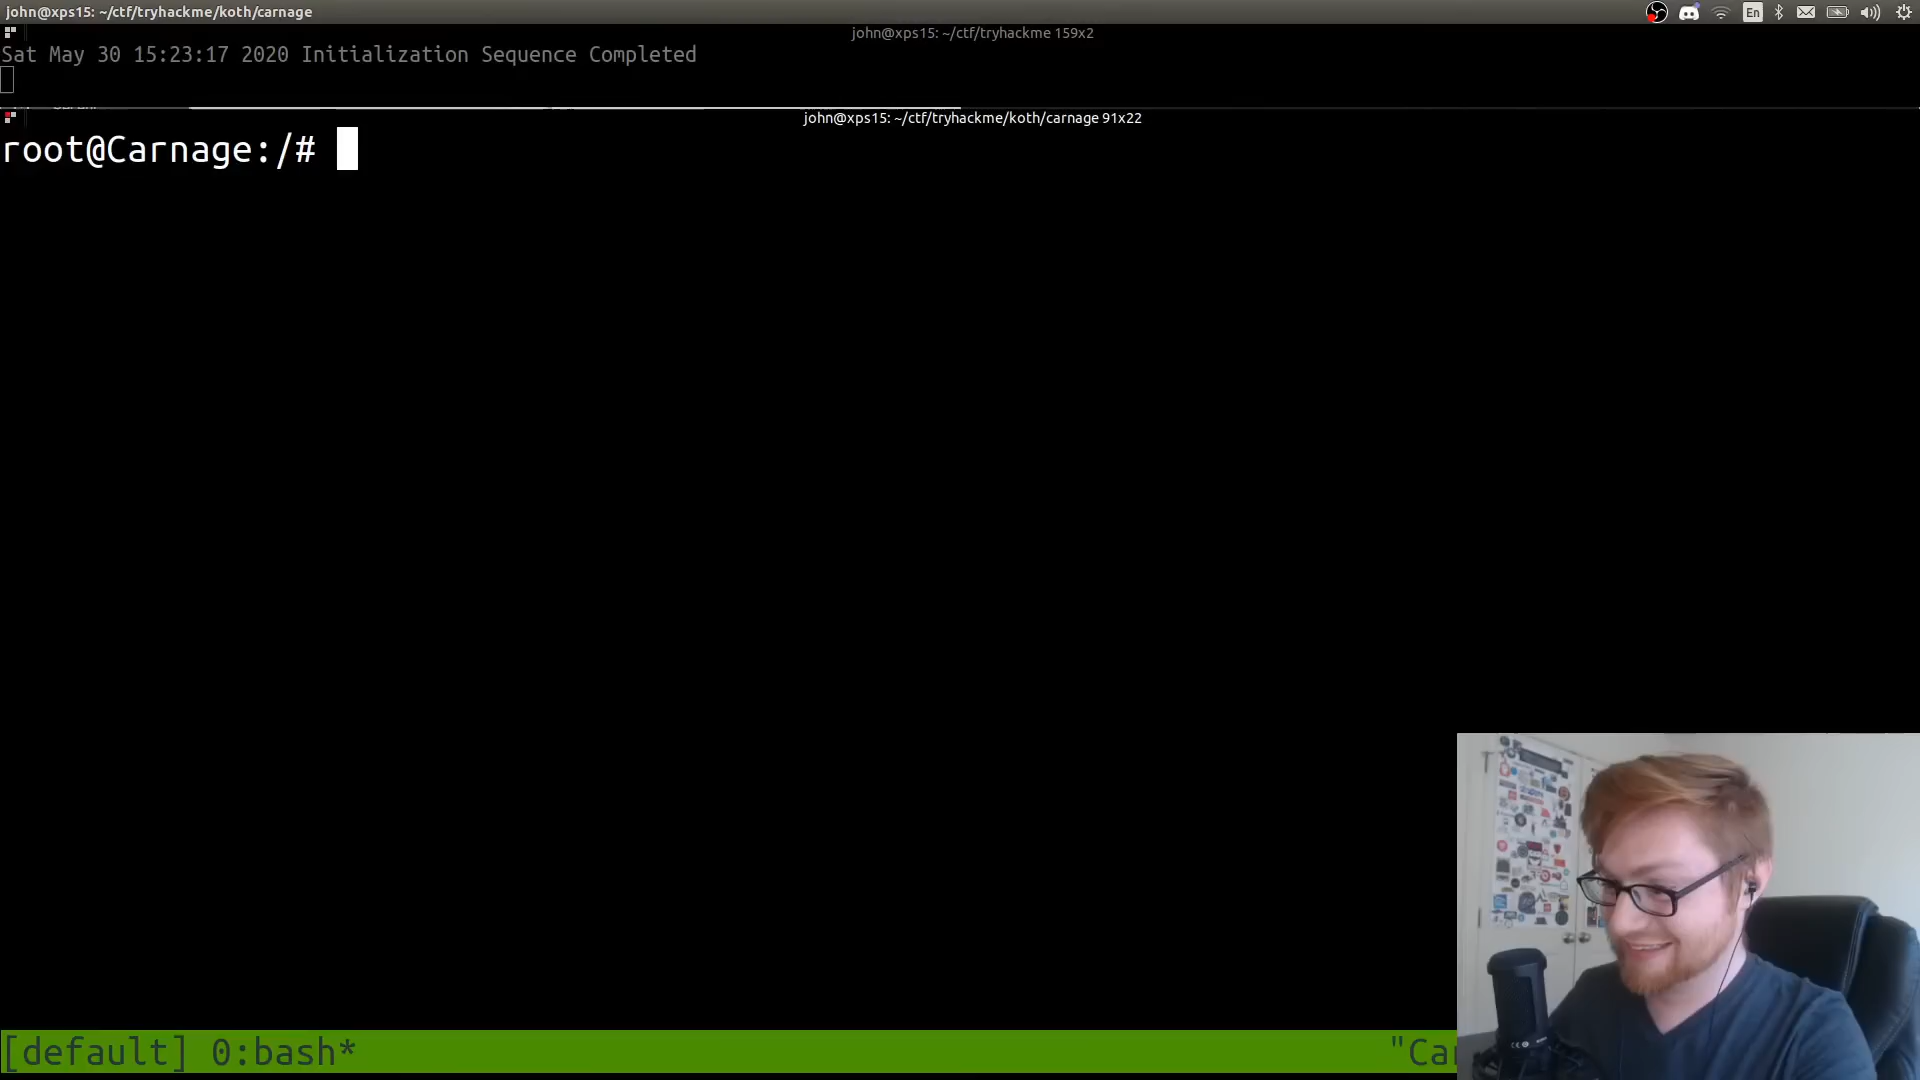 john@xps15: ~/ctf/tryhackme/koth/carnage
En
john@xps15: ~/ctf/tryhackme 159x2
Sat May 30 15:23:17 2020 Initialization Sequence Completed
john@xps15: ~/ctf/tryhackme/koth/carnage 91x22
root@Carnage:/#
[default] 0:bash*
"Ca